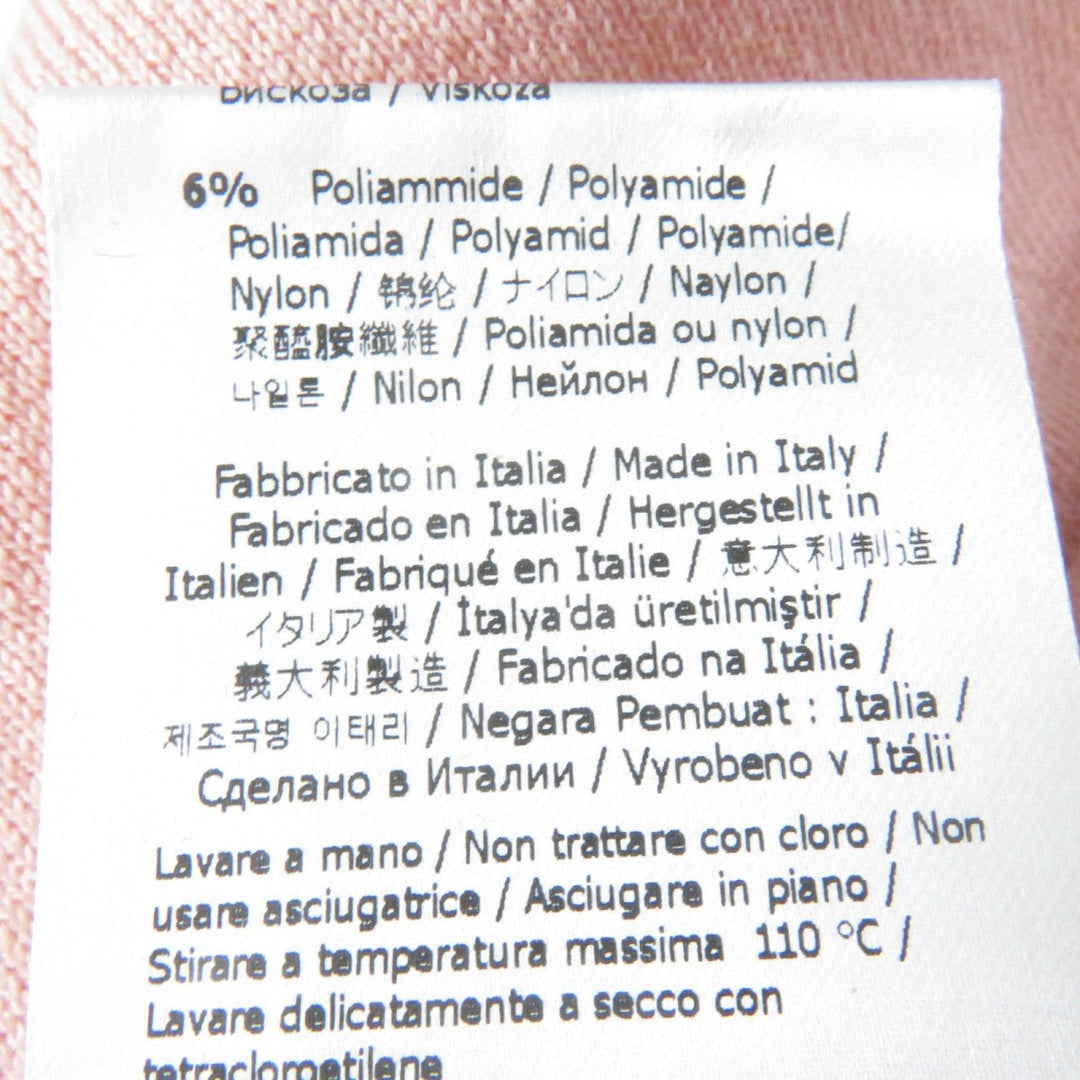 Вискоза / Viskóza
6% Poliammide / Polyamide /
Poliamida / Polyamid / Polyamide/
Nylon / 锦纶 / ナイロン / Naylon /
聚醯胺纖維 / Poliamida ou nylon /
나일론 / Nilon / Нейлон / Polyamid
Fabbricato in Italia / Made in Italy /
Fabricado en Italia / Hergestellt in
Italien / Fabriqué en Italie / 意大利制造 /
イタリア製 / İtalya'da üretilmiştir /
義大利製造 / Fabricado na Itália /
제조국명 이태리 / Negara Pembuat : Italia /
Сделано в Италии / Vyrobeno v Itálii
Lavare a mano / Non trattare con cloro / Non
usare asciugatrice / Asciugare in piano /
Stirare a temperatura massima 110 °C /
Lavare delicatamente a secco con
tetracloroetilene